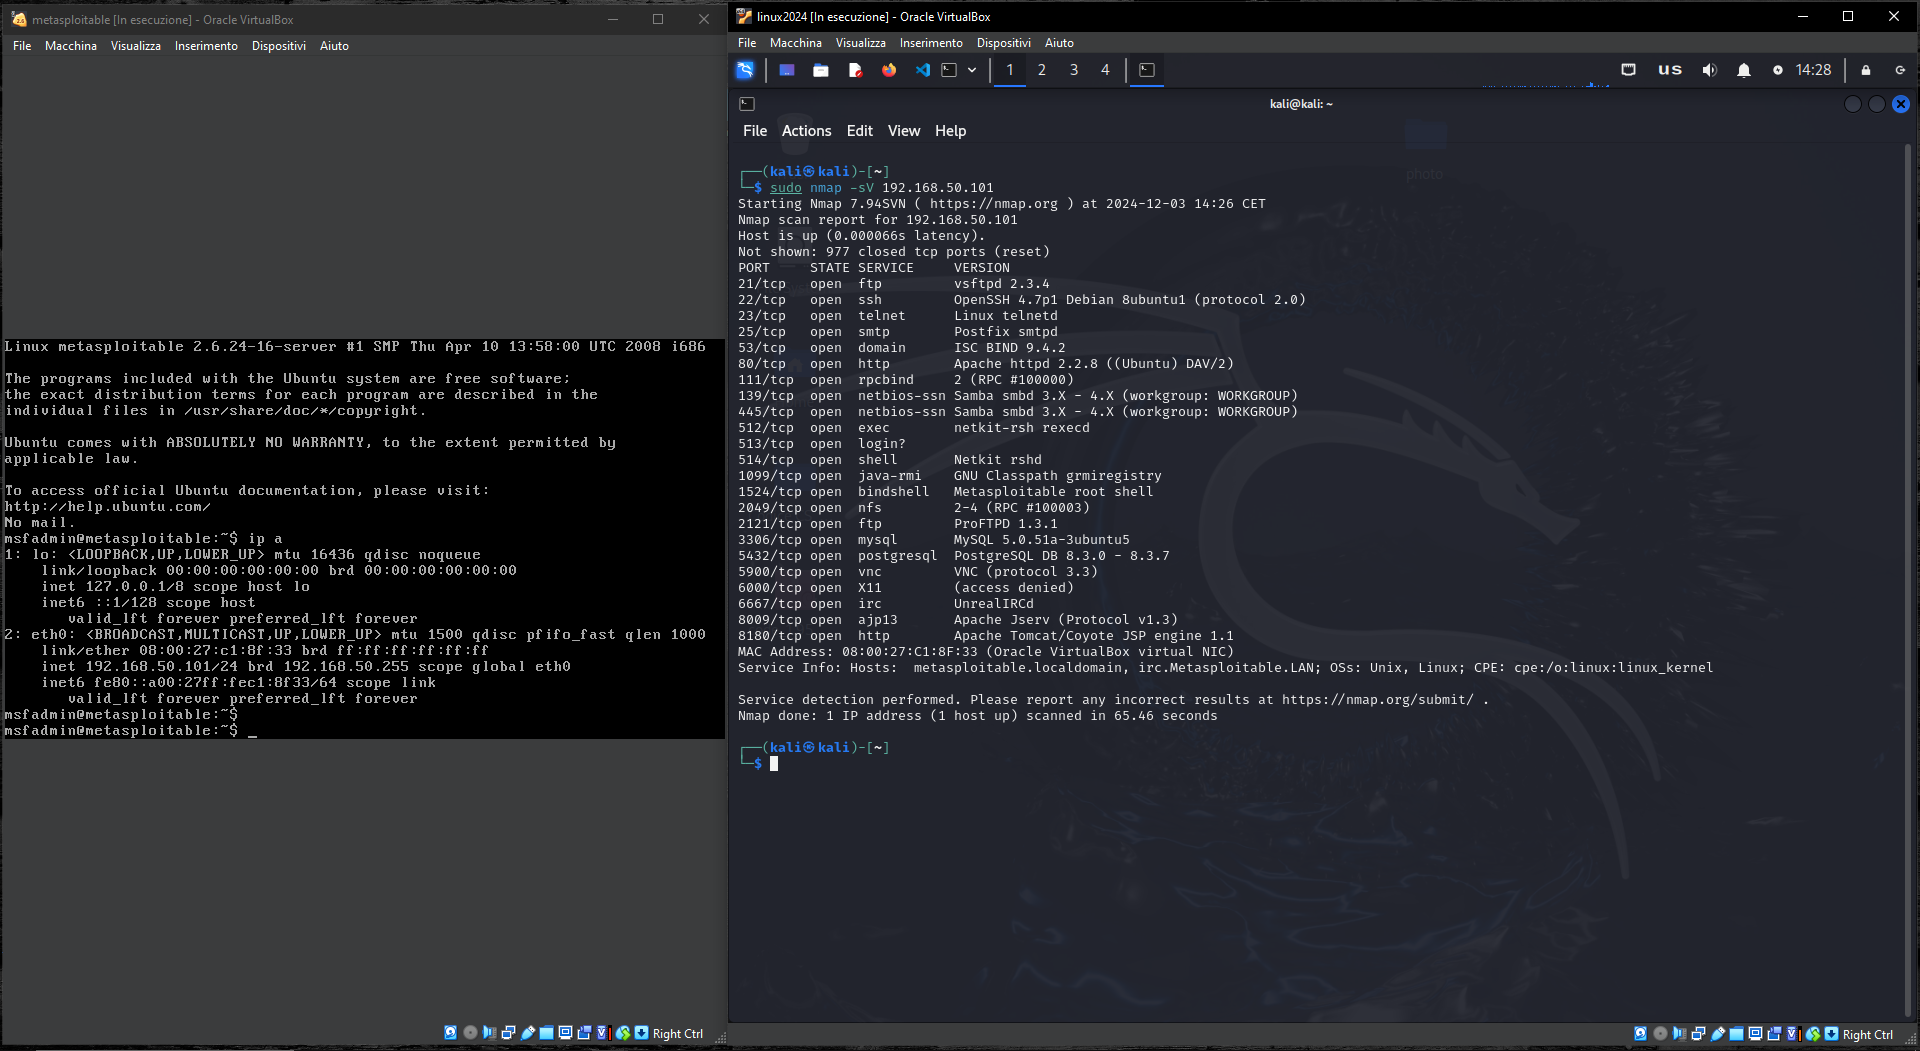 metasploitable [In esecuzione] - Oracle VirtualBox
File Macchina Visualizza Inserimento Dispositivi Aiuto
Linux metasploitable 2.6.24-16-server #1 SMP Thu Apr 10 13:58:00 UTC 2008 i686
The programs included with the Ubuntu system are free software;
the exact distribution terms for each program are described in the
individual files in /usr/share/doc/*/copyright.
Ubuntu comes with ABSOLUTELY NO WARRANTY, to the extent permitted by
applicable law.
To access official Ubuntu documentation, please visit:
http://help.ubuntu.com/
No mail.
msfadmin@metasploitable:~$ ip a
1: lo: <LOOPBACK,UP,LOWER_UP> mtu 16436 qdisc noqueue
link/loopback 00:00:00:00:00:00 brd 00:00:00:00:00:00
inet 127.0.0.1/8 scope host lo
inet6 ::1/128 scope host
valid_lft forever preferred_lft forever
2: eth0: <BROADCAST,MULTICAST,UP,LOWER_UP> mtu 1500 qdisc pfifo_fast qlen 1000
link/ether 08:00:27:c1:8f:33 brd ff:ff:ff:ff:ff:ff
inet 192.168.50.101/24 brd 192.168.50.255 scope global eth0
inet6 fe80::a00:27ff:fec1:8f33/64 scope link
valid_lft forever preferred_lft forever
msfadmin@metasploitable:~$
msfadmin@metasploitable:~$ _
Right Ctrl
linux2024 [In esecuzione] - Oracle VirtualBox
File Macchina Visualizza Inserimento Dispositivi Aiuto
1 2 3 4 us 14:28
kali@kali: ~
File Actions Edit View Help
photo
┌──(kali㉿kali)-[~]
└─$ sudo nmap -sV 192.168.50.101
Starting Nmap 7.94SVN ( https://nmap.org ) at 2024-12-03 14:26 CET
Nmap scan report for 192.168.50.101
Host is up (0.000066s latency).
Not shown: 977 closed tcp ports (reset)
PORT STATE SERVICE VERSION
21/tcp open ftp vsftpd 2.3.4
22/tcp open ssh OpenSSH 4.7p1 Debian 8ubuntu1 (protocol 2.0)
23/tcp open telnet Linux telnetd
25/tcp open smtp Postfix smtpd
53/tcp open domain ISC BIND 9.4.2
80/tcp open http Apache httpd 2.2.8 ((Ubuntu) DAV/2)
111/tcp open rpcbind 2 (RPC #100000)
139/tcp open netbios-ssn Samba smbd 3.X - 4.X (workgroup: WORKGROUP)
445/tcp open netbios-ssn Samba smbd 3.X - 4.X (workgroup: WORKGROUP)
512/tcp open exec netkit-rsh rexecd
513/tcp open login?
514/tcp open shell Netkit rshd
1099/tcp open java-rmi GNU Classpath grmiregistry
1524/tcp open bindshell Metasploitable root shell
2049/tcp open nfs 2-4 (RPC #100003)
2121/tcp open ftp ProFTPD 1.3.1
3306/tcp open mysql MySQL 5.0.51a-3ubuntu5
5432/tcp open postgresql PostgreSQL DB 8.3.0 - 8.3.7
5900/tcp open vnc VNC (protocol 3.3)
6000/tcp open X11 (access denied)
6667/tcp open irc UnrealIRCd
8009/tcp open ajp13 Apache Jserv (Protocol v1.3)
8180/tcp open http Apache Tomcat/Coyote JSP engine 1.1
MAC Address: 08:00:27:C1:8F:33 (Oracle VirtualBox virtual NIC)
Service Info: Hosts:  metasploitable.localdomain, irc.Metasploitable.LAN; OSs: Unix, Linux; CPE: cpe:/o:linux:linux_kernel
Service detection performed. Please report any incorrect results at https://nmap.org/submit/ .
Nmap done: 1 IP address (1 host up) scanned in 65.46 seconds
┌──(kali㉿kali)-[~]
└─$
Right Ctrl